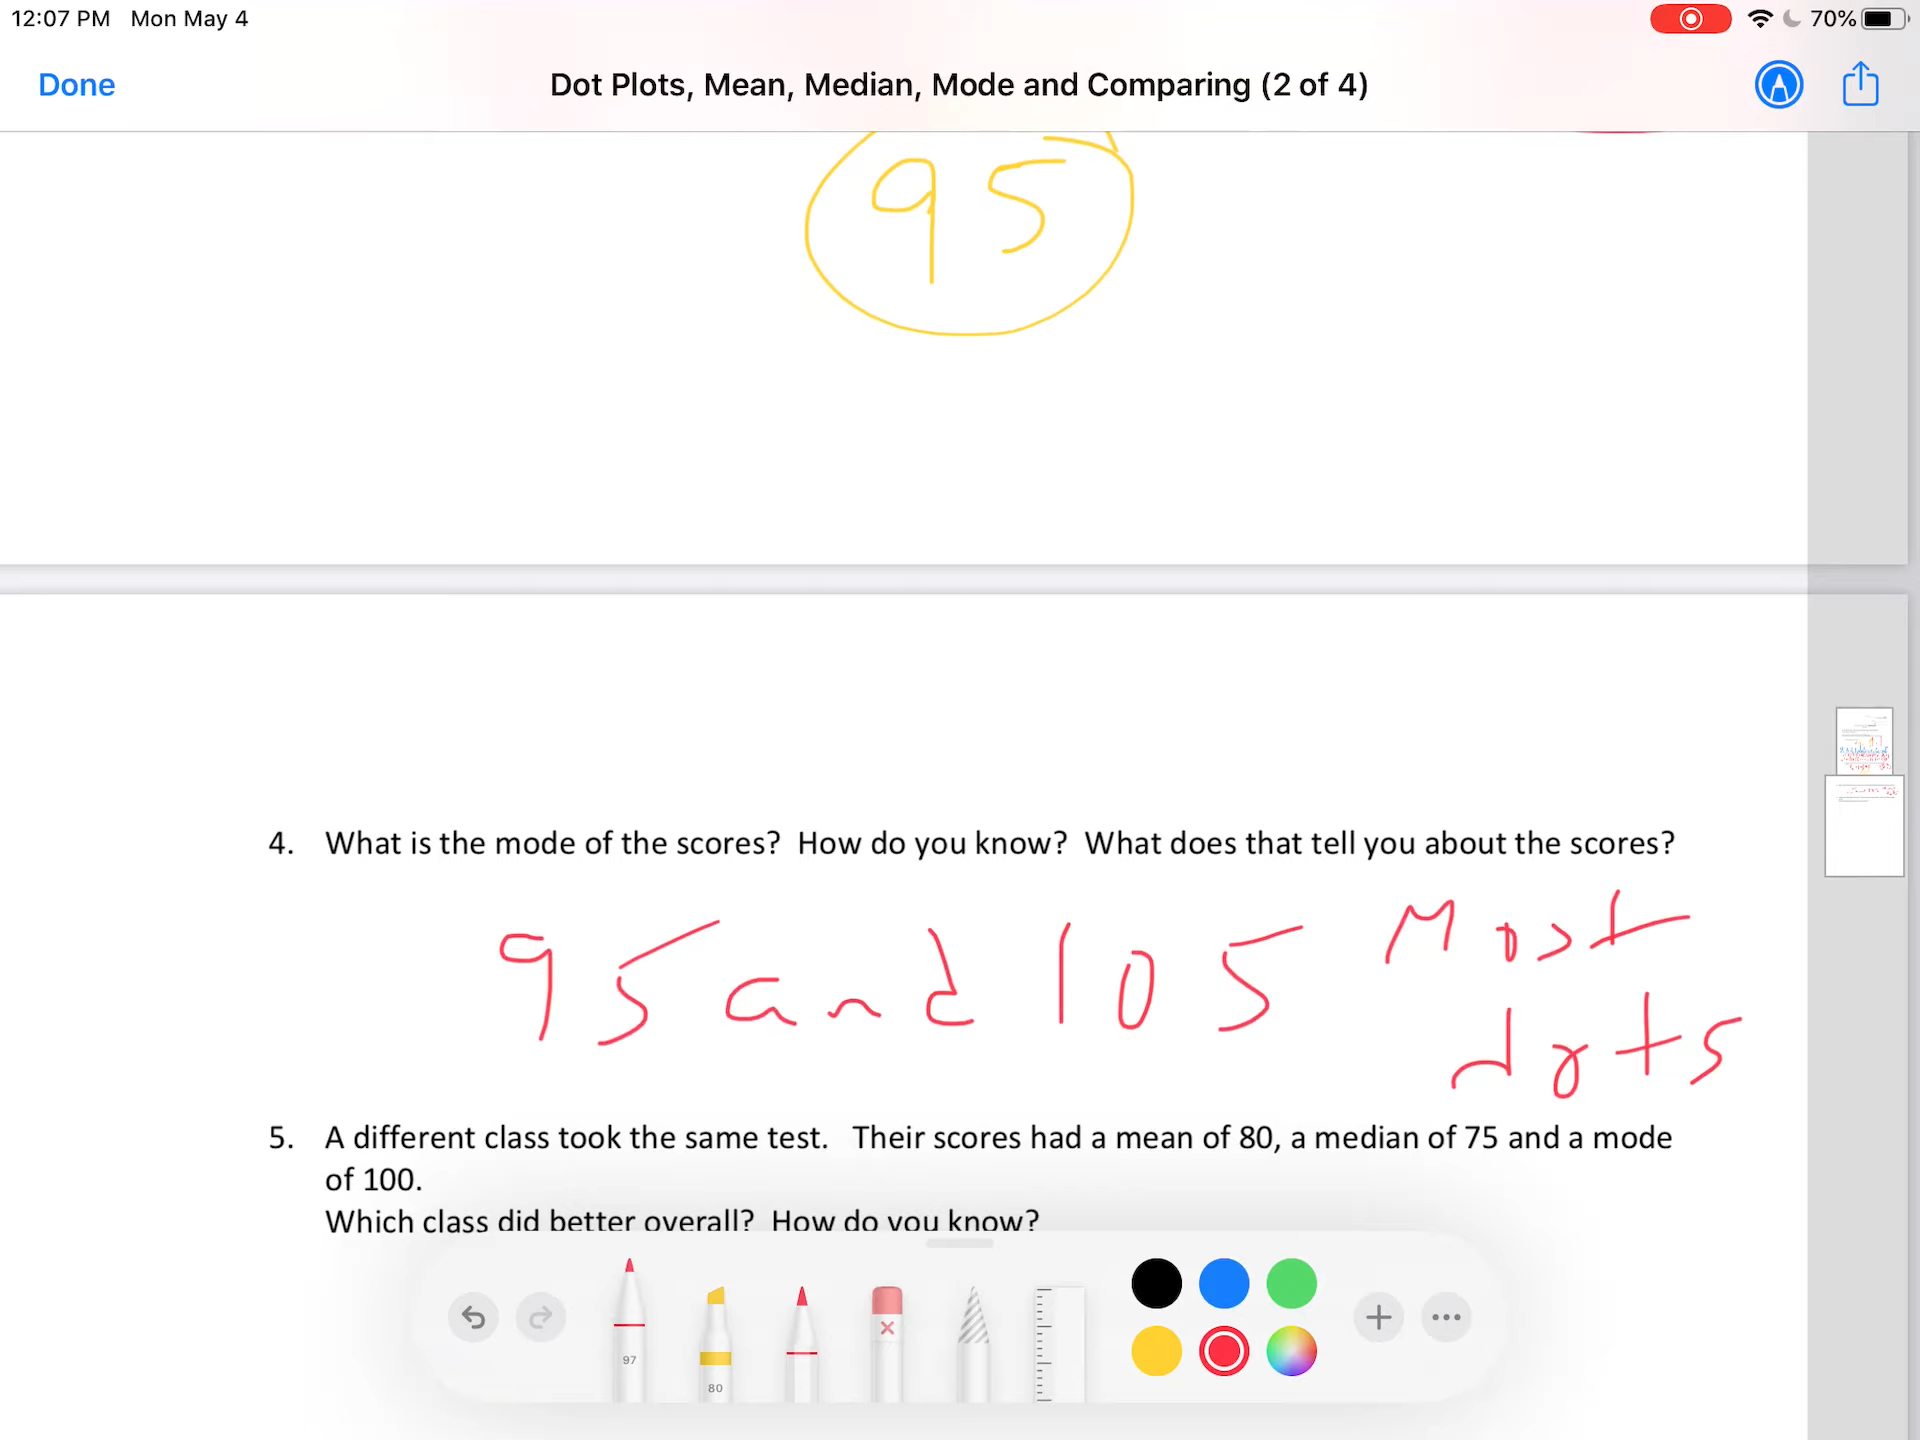 12:07 PM Mon May 4
70%
Done
Dot Plots, Mean, Median, Mode and Comparing (2 of 4)
95
4. What is the mode of the scores? How do you know? What does that tell you about the scores?
95 and 105 Most
dots
5. A different class took the same test. Their scores had a mean of 80, a median of 75 and a mode
of 100.
Which class did better overall? How do you know?
97
80